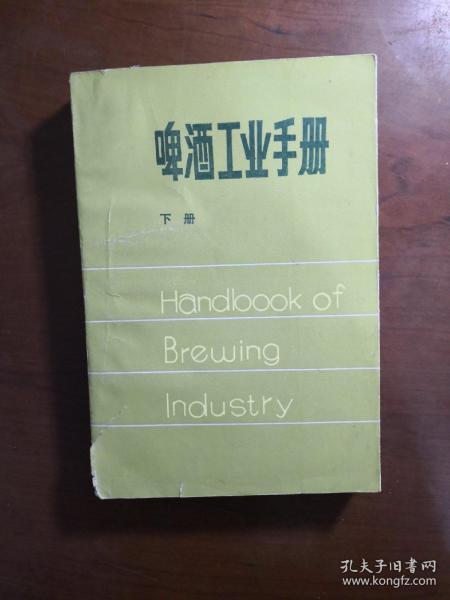 啤酒工业手册
下册
Handbook of
Brewing
Industry
孔夫子旧书网
www.kongfz.com